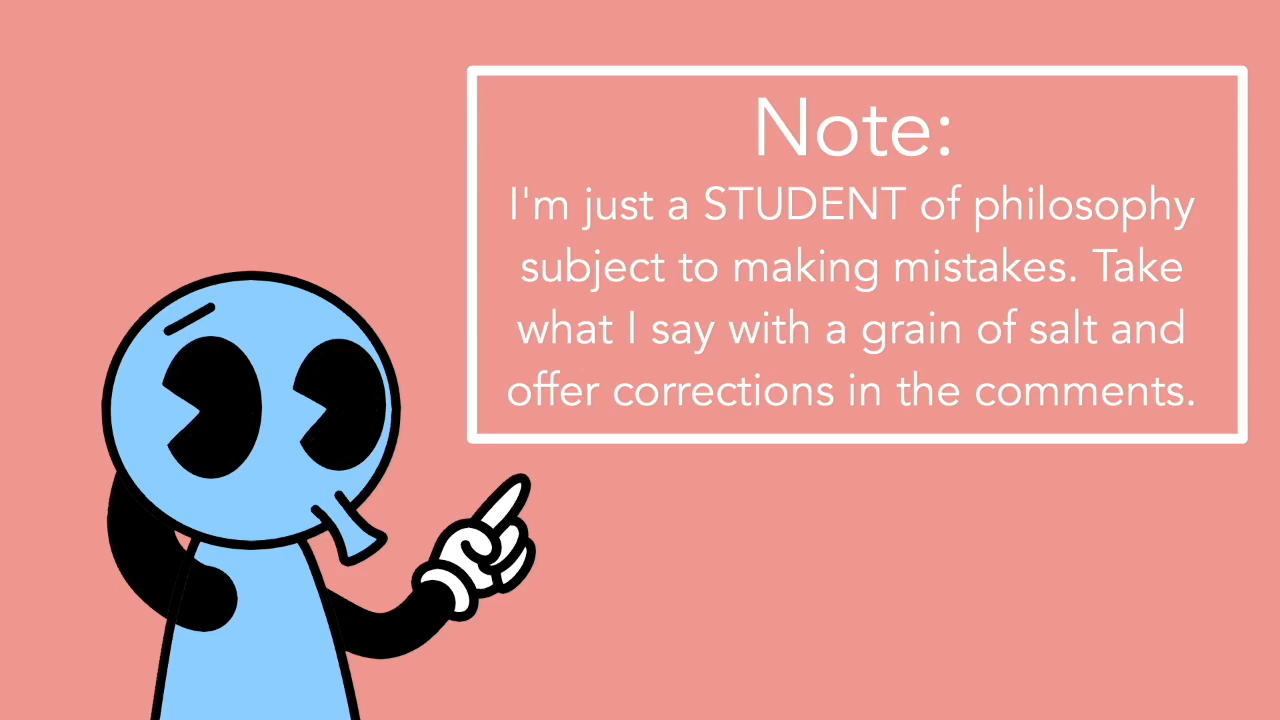 Note:
I'm just a STUDENT of philosophy
subject to making mistakes. Take
what I say with a grain of salt and
offer corrections in the comments.